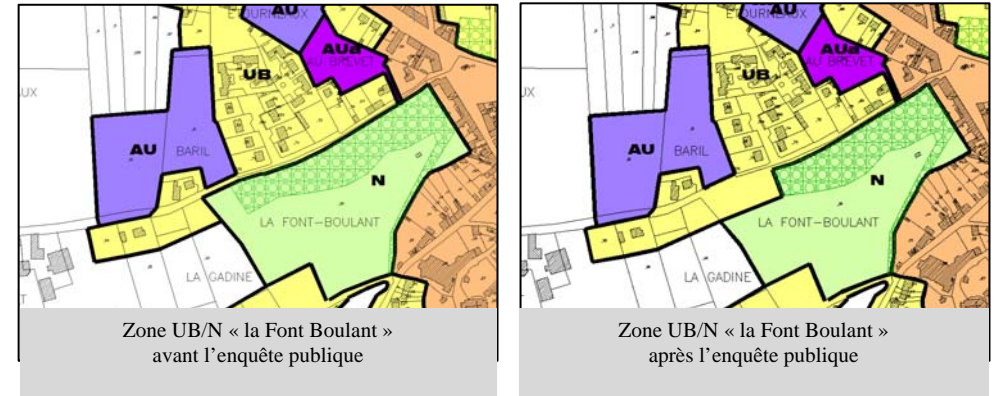 AU
ETOURNEAUX
AUa
AU BREVET
UB
AU
BARIL
N
LA FONT-BOULANT
LA GADINE
Zone UB/N « la Font Boulant »
avant l’enquête publique
AU
AUa
AU BREVET
UB
AU
BARIL
N
LA FONT-BOULANT
LA GADINE
Zone UB/N « la Font Boulant »
après l’enquête publique